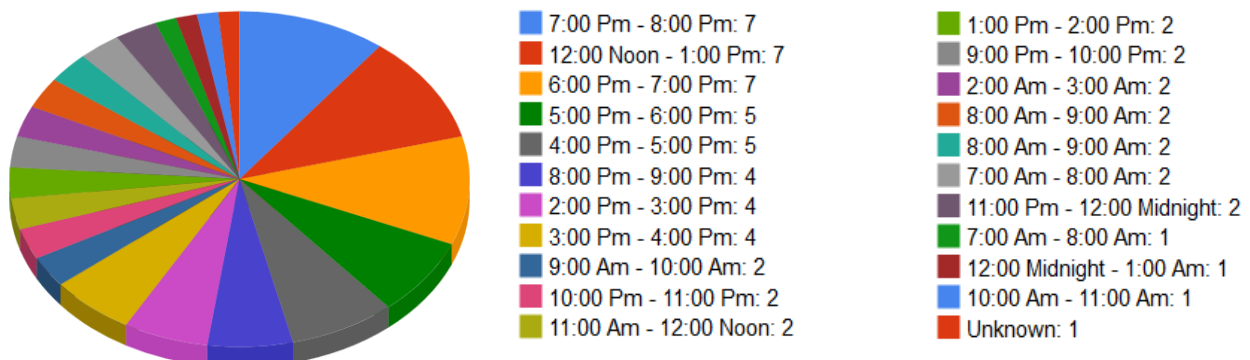 7:00 Pm - 8:00 Pm: 7
12:00 Noon - 1:00 Pm: 7
6:00 Pm - 7:00 Pm: 7
5:00 Pm - 6:00 Pm: 5
4:00 Pm - 5:00 Pm: 5
8:00 Pm - 9:00 Pm: 4
2:00 Pm - 3:00 Pm: 4
3:00 Pm - 4:00 Pm: 4
9:00 Am - 10:00 Am: 2
10:00 Pm - 11:00 Pm: 2
11:00 Am - 12:00 Noon: 2
1:00 Pm - 2:00 Pm: 2
9:00 Pm - 10:00 Pm: 2
2:00 Am - 3:00 Am: 2
8:00 Am - 9:00 Am: 2
8:00 Am - 9:00 Am: 2
7:00 Am - 8:00 Am: 2
11:00 Pm - 12:00 Midnight: 2
7:00 Am - 8:00 Am: 1
12:00 Midnight - 1:00 Am: 1
10:00 Am - 11:00 Am: 1
Unknown: 1